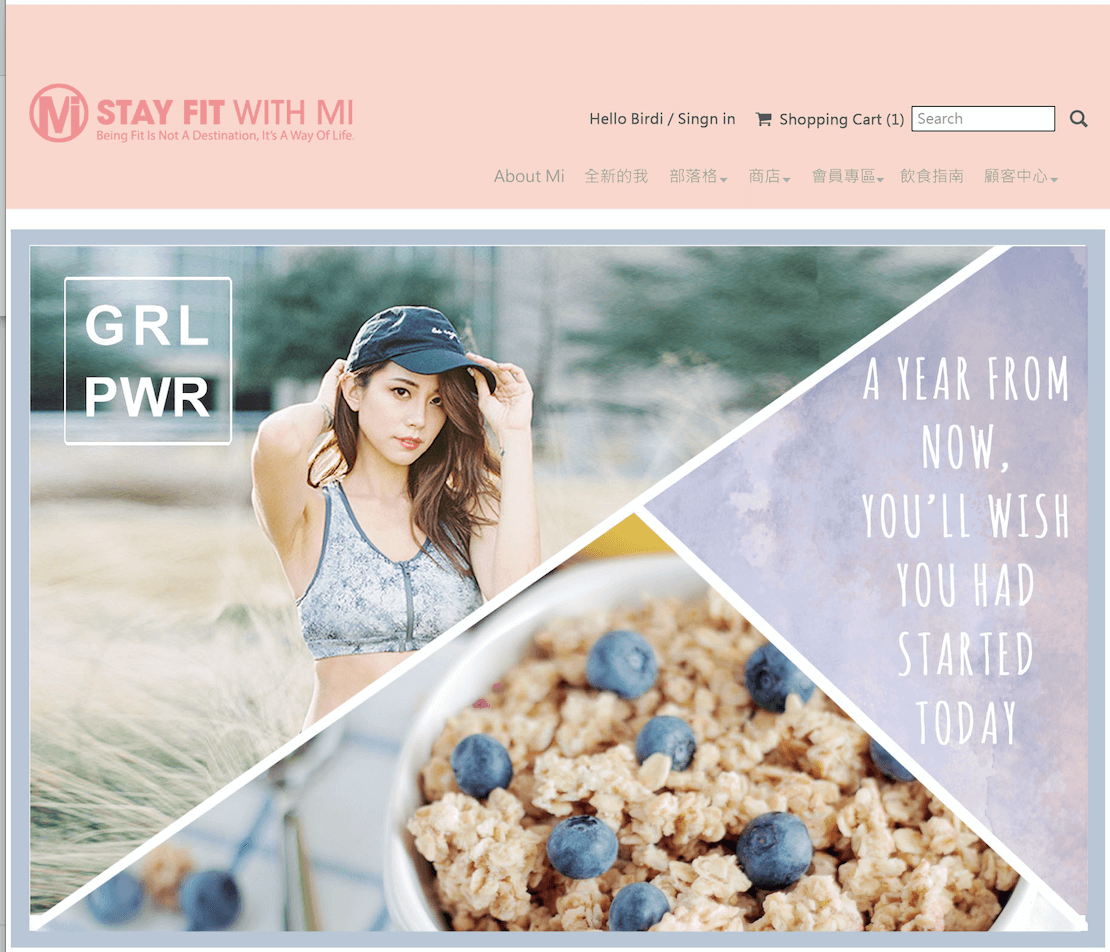 Mi STAY FIT WITH MI
Being Fit Is Not A Destination, It's A Way Of Life.
Hello Birdi / Singn in Shopping Cart (1) Search
About Mi 全新的我 部落格 商店 會員專區 飲食指南 顧客中心
GRL
PWR
A YEAR FROM
NOW,
YOU'LL WISH
YOU HAD
STARTED
TODAY